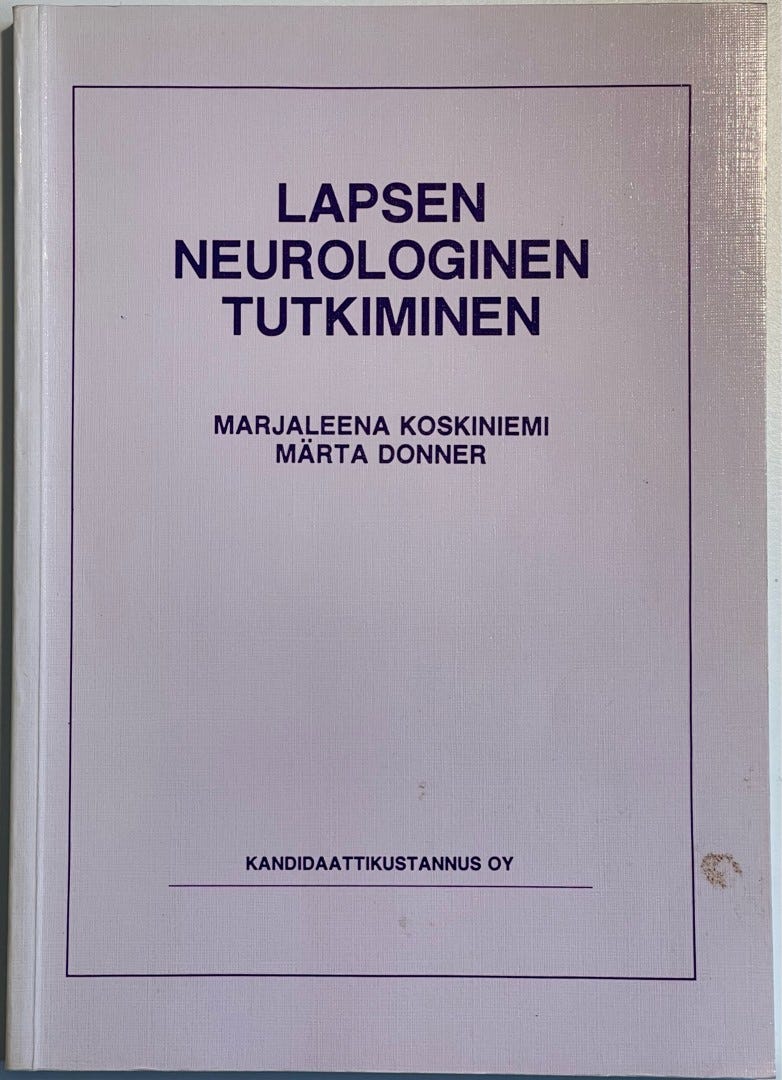 LAPSEN
NEUROLOGINEN
TUTKIMINEN
MARJALEENA KOSKINIEMI
MÄRTA DONNER
KANDIDAATTIKUSTANNUS OY